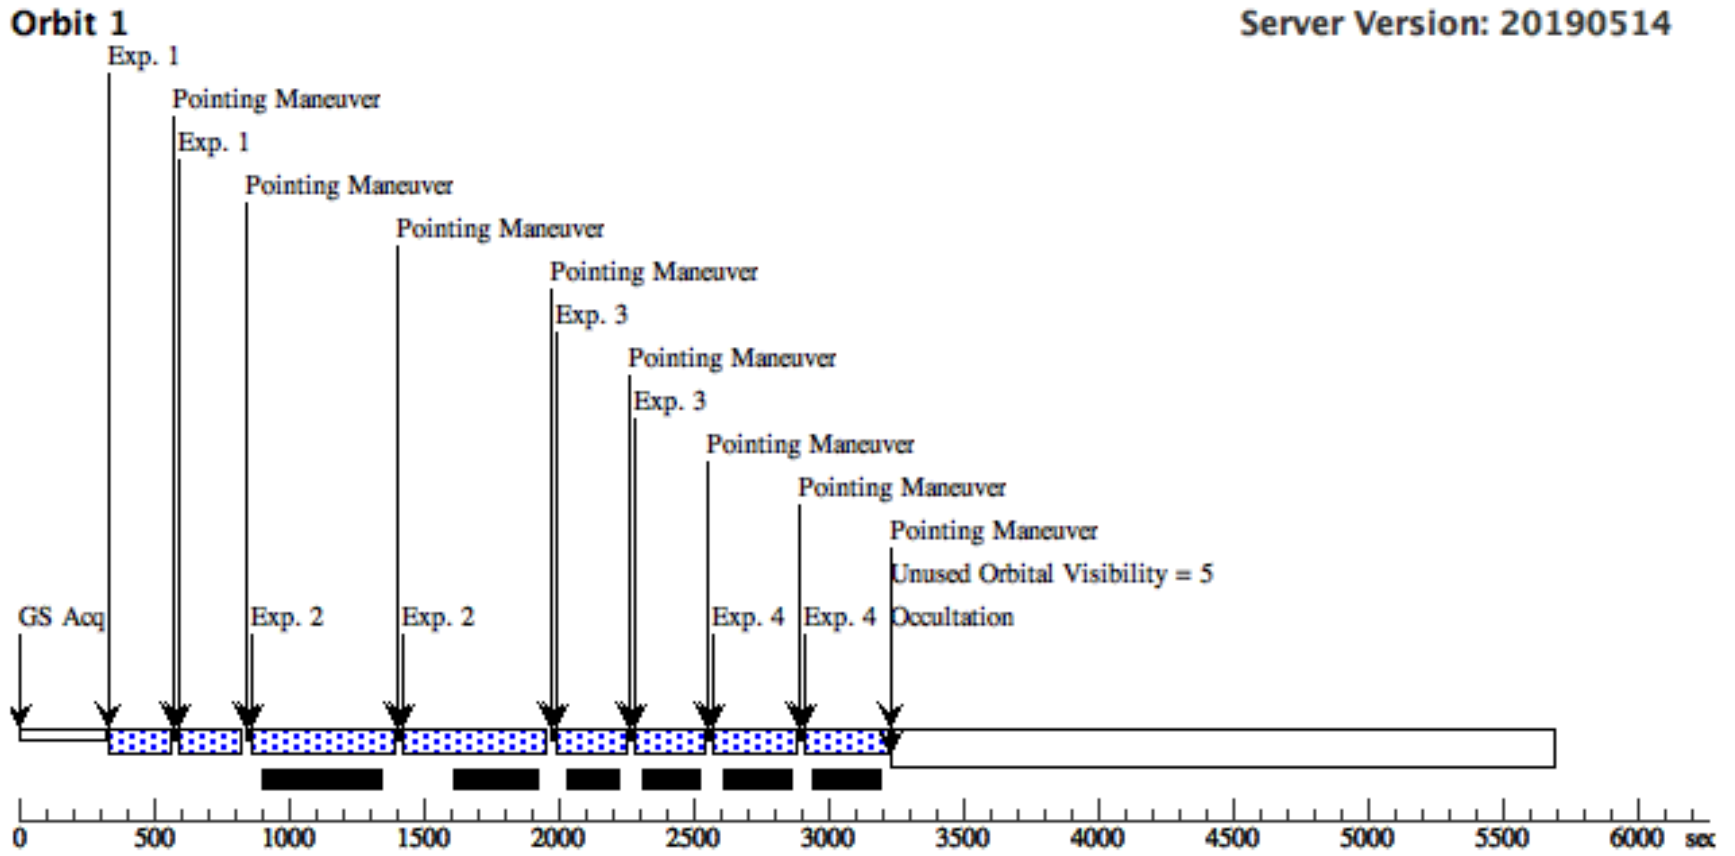 Orbit 1
Server Version: 20190514
Exp. 1
Pointing Maneuver
Exp. 1
Pointing Maneuver
Pointing Maneuver
Pointing Maneuver
Exp. 3
Pointing Maneuver
Exp. 3
Pointing Maneuver
Pointing Maneuver
Pointing Maneuver
Unused Orbital Visibility = 5
GS Acq
Exp. 2
Exp. 2
Exp. 4
Exp. 4
Occultation
0 500 1000 1500 2000 2500 3000 3500 4000 4500 5000 5500 6000 sec